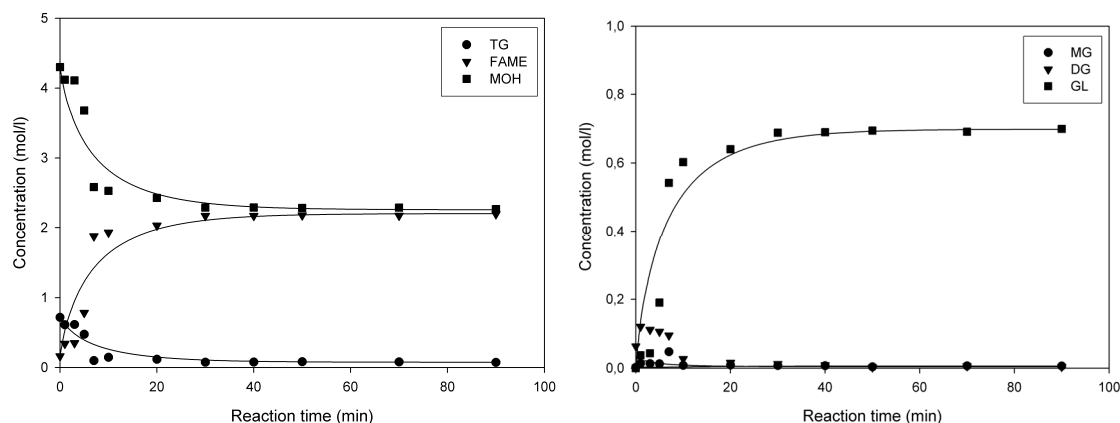 5
4
3
2
1
0
Concentration (mol/l)
TG
FAME
MOH
0 20 40 60 80 100
Reaction time (min)
1,0
0,8
0,6
0,4
0,2
0,0
Concentration (mol/l)
MG
DG
GL
0 20 40 60 80 100
Reaction time (min)